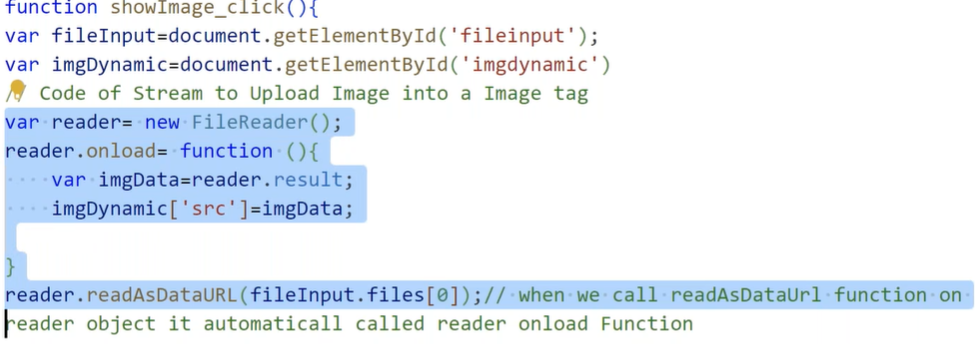 function showImage_click(){
var fileInput=document.getElementById('fileinput');
var imgDynamic=document.getElementById('imgdynamic')
// Code of Stream to Upload Image into a Image tag
var reader= new FileReader();
reader.onload= function (){
    var imgData=reader.result;
    imgDynamic['src']=imgData;
}
reader.readAsDataURL(fileInput.files[0]);// when we call readAsDataUrl function on
reader object it automaticall called reader onload Function